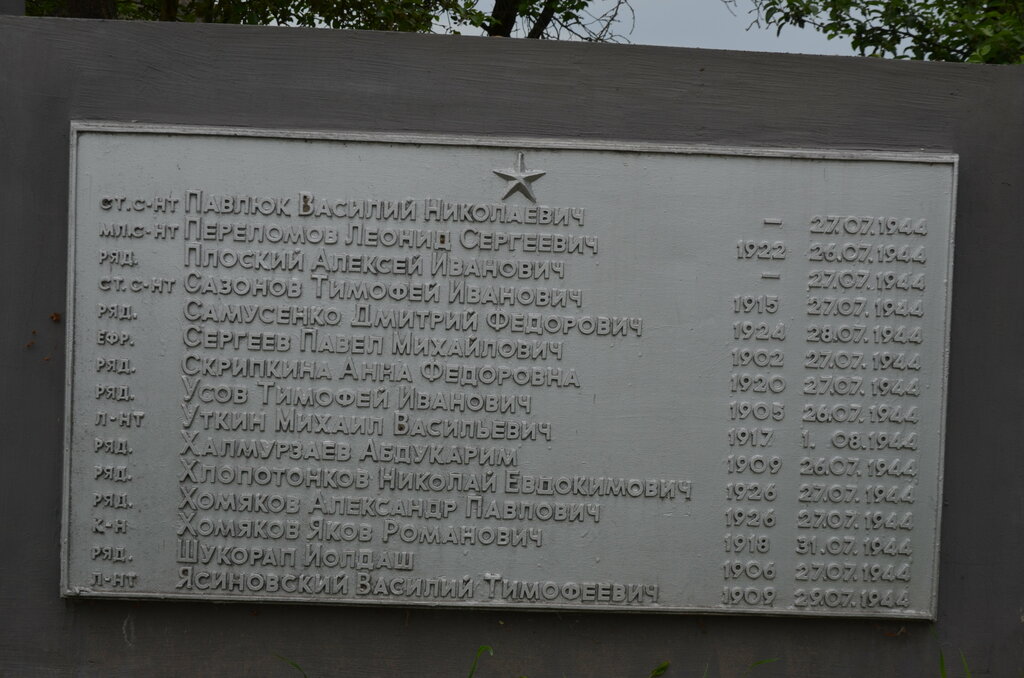 СТ.С-НТ ПАВЛЮК ВАСИЛИЙ НИКОЛАЕВИЧ – 27.07.1944
МЛ.С-НТ ПЕРЕЛОМОВ ЛЕОНИД СЕРГЕЕВИЧ 1922 26.07.1944
РЯД. ПЛОСКИЙ АЛЕКСЕЙ ИВАНОВИЧ – 27.07.1944
СТ.С-НТ САЗОНОВ ТИМОФЕЙ ИВАНОВИЧ 1915 27.07.1944
РЯД. САМУСЕНКО ДМИТРИЙ ФЕДОРОВИЧ 1924 28.07.1944
ЕФР. СЕРГЕЕВ ПАВЕЛ МИХАЙЛОВИЧ 1902 27.07.1944
РЯД. СКРИПКИНА АННА ФЕДОРОВНА 1920 27.07.1944
РЯД. УСОВ ТИМОФЕЙ ИВАНОВИЧ 1905 26.07.1944
Л-НТ УТКИН МИХАИЛ ВАСИЛЬЕВИЧ 1917 1. 08.1944
РЯД. ХАЛМУРЗАЕВ АБДУКАРИМ 1909 26.07.1944
РЯД. ХЛОПОТОНКОВ НИКОЛАЙ ЕВДОКИМОВИЧ 1926 27.07.1944
РЯД. ХОМЯКОВ АЛЕКСАНДР ПАВЛОВИЧ 1926 27.07.1944
К-Н ХОМЯКОВ ЯКОВ РОМАНОВИЧ 1918 31.07.1944
РЯД. ШУКОРАЛ ЙОЛДАШ 1906 27.07.1944
Л-НТ ЯСИНОВСКИЙ ВАСИЛИЙ ТИМОФЕЕВИЧ 1909 29.07.1944